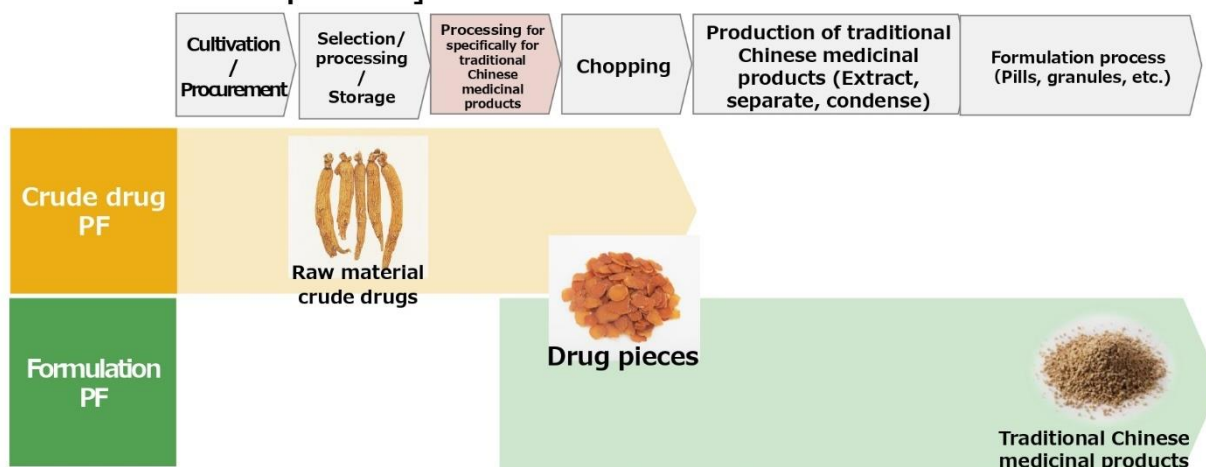 Cultivation
/
Procurement
Selection/
processing
/
Storage
Processing for
specifically for
traditional
Chinese
medicinal
products
Chopping
Production of traditional
Chinese medicinal
products (Extract,
separate, condense)
Formulation process
(Pills, granules, etc.)
Crude drug
PF
Raw material
crude drugs
Drug pieces
Formulation
PF
Traditional Chinese
medicinal products